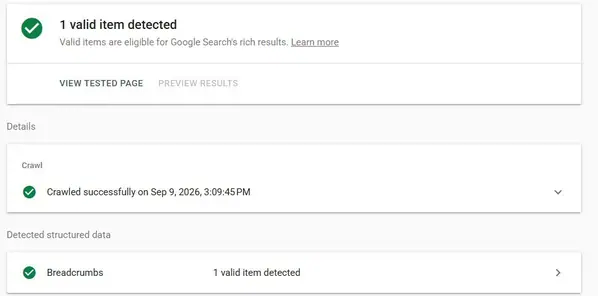 1 valid item detected
Valid items are eligible for Google Search's rich results. Learn more
VIEW TESTED PAGE PREVIEW RESULTS
Details
Crawl
Crawled successfully on Sep 9, 2026, 3:09:45 PM
Detected structured data
Breadcrumbs 1 valid item detected